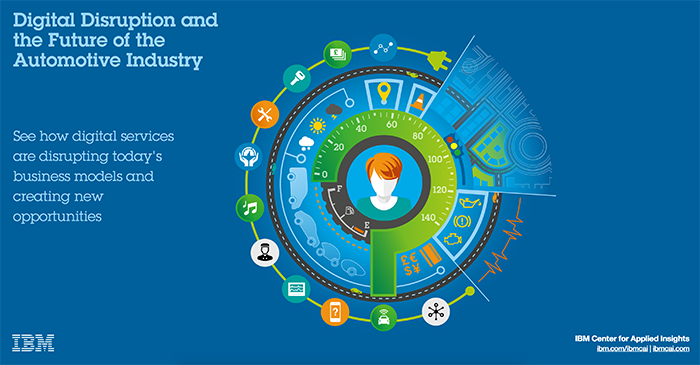 Digital Disruption and
the Future of the
Automotive Industry
See how digital services
are disrupting today's
business models and
creating new
opportunities
0
20
40
60
80
100
120
140
F
E
£€
$¥
?
IBM
IBM Center for Applied Insights
ibm.com/ibmcai | ibmcai.com